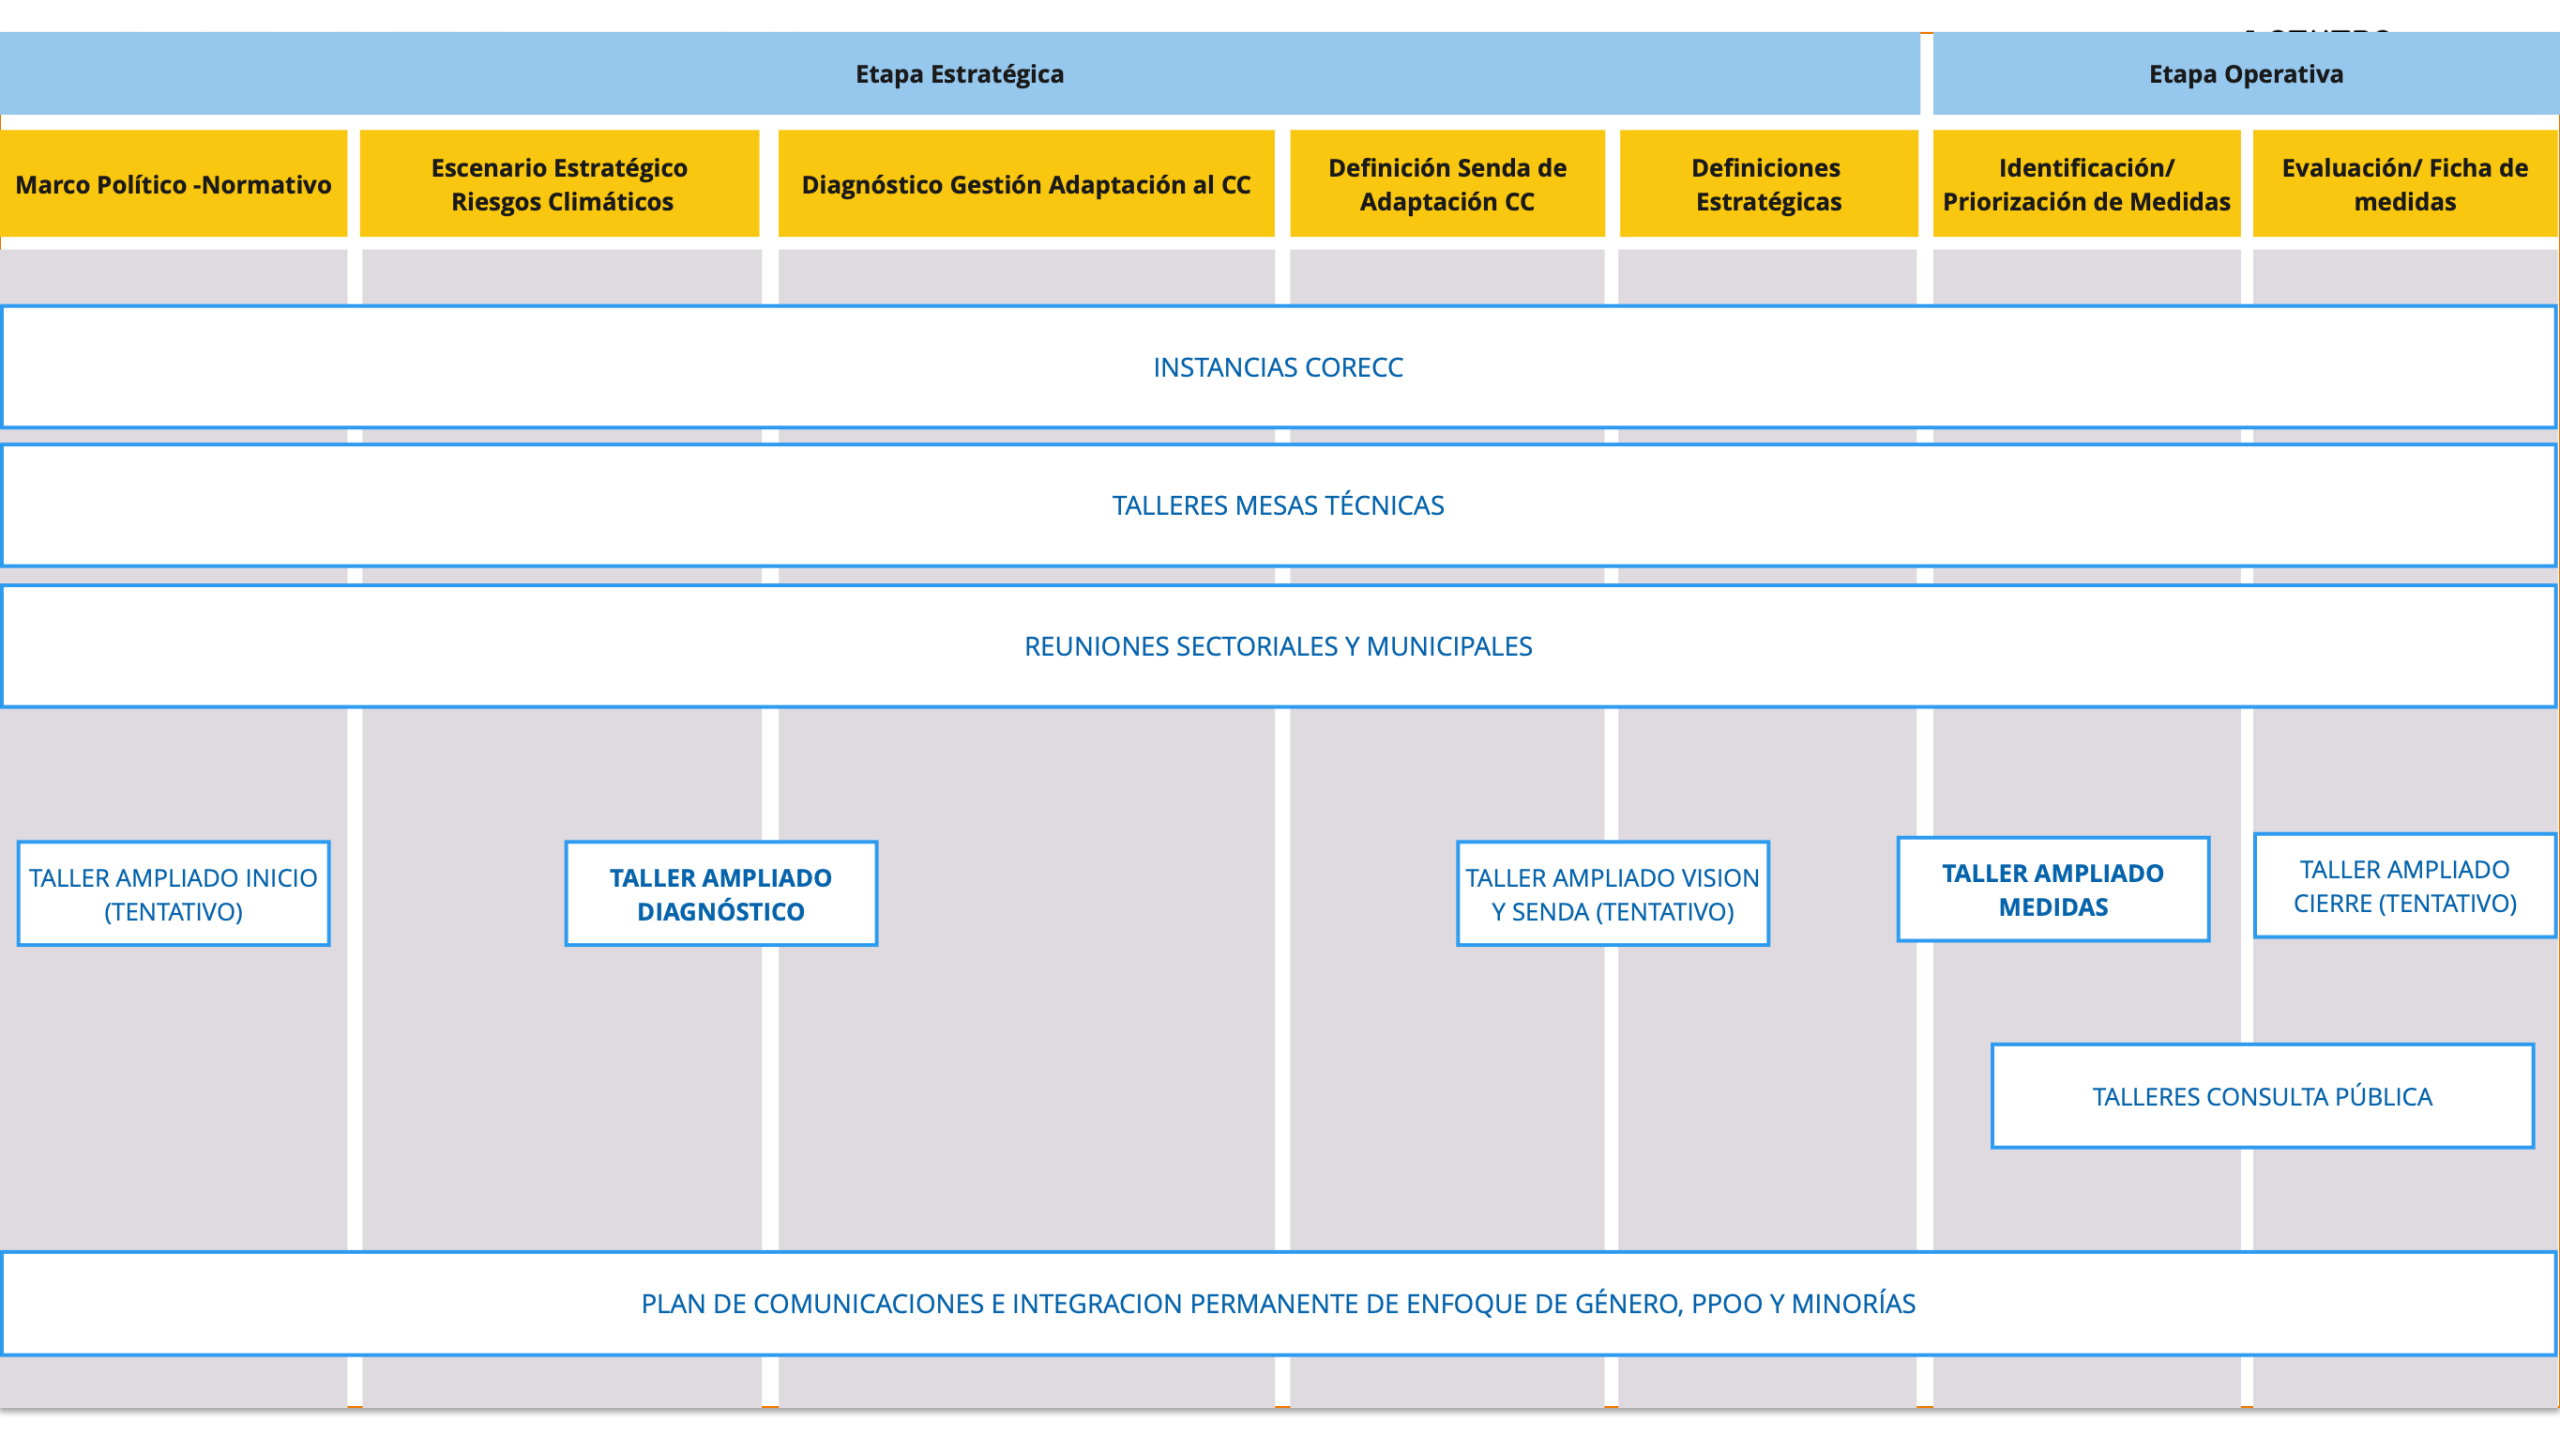 Etapa Estratégica
Etapa Operativa
Marco Político -Normativo
Escenario Estratégico
Riesgos Climáticos
Diagnóstico Gestión Adaptación al CC
Definición Senda de
Adaptación CC
Definiciones
Estratégicas
Identificación/
Priorización de Medidas
Evaluación/ Ficha de
medidas
INSTANCIAS CORECC
TALLERES MESAS TÉCNICAS
REUNIONES SECTORIALES Y MUNICIPALES
TALLER AMPLIADO INICIO
(TENTATIVO)
TALLER AMPLIADO
DIAGNÓSTICO
TALLER AMPLIADO VISION
Y SENDA (TENTATIVO)
TALLER AMPLIADO
MEDIDAS
TALLER AMPLIADO
CIERRE (TENTATIVO)
TALLERES CONSULTA PÚBLICA
PLAN DE COMUNICACIONES E INTEGRACION PERMANENTE DE ENFOQUE DE GÉNERO, PPOO Y MINORÍAS